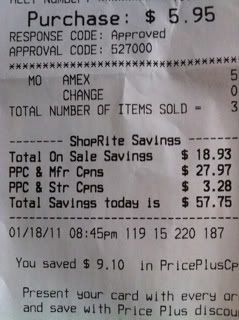 Purchase: $ 5.95
RESPONSE CODE: Approved
APPROVAL CODE: 527000
********************************
MO AMEX 5
CHANGE 0
TOTAL NUMBER OF ITEMS SOLD = 3
-------- ShopRite Savings --------
Total On Sale Savings $ 18.93
PPC & Mfr Cpns $ 27.97
PPC & Str Cpns $ 3.28
Total Savings today is $ 57.75
01/18/11 08:45pm 119 15 220 187
You saved $ 9.10 in PricePlusCp
Present your card with every or
and save with Price Plus discou